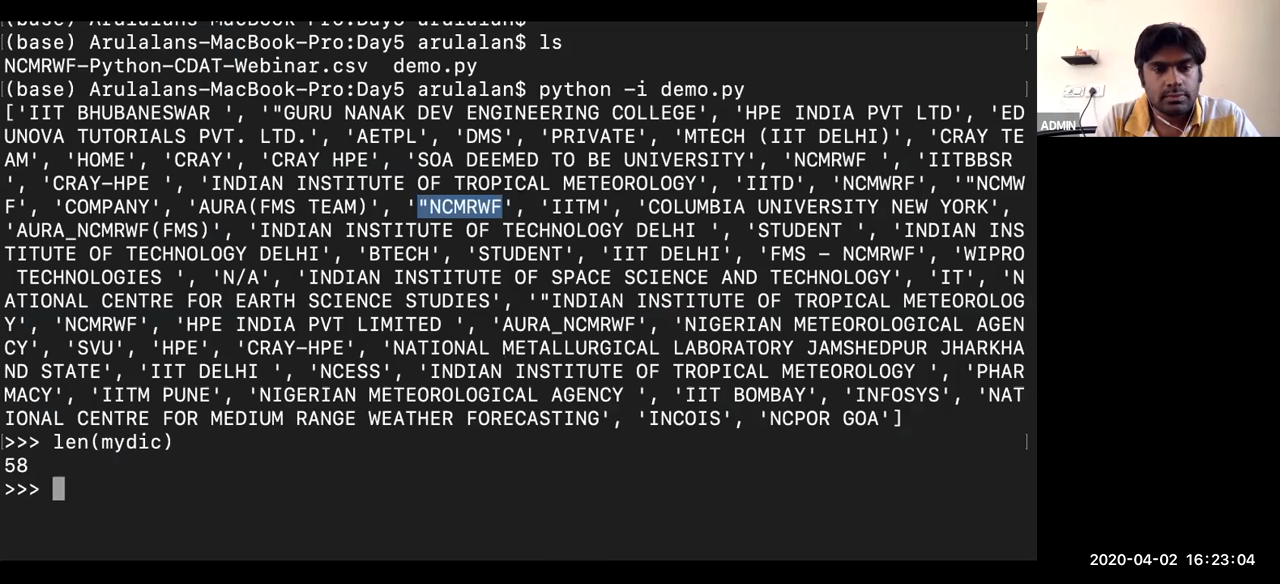 (base) Arulalans-MacBook-Pro:Day5 arulalan$
(base) Arulalans-MacBook-Pro:Day5 arulalan$ ls
NCMRWF-Python-CDAT-Webinar.csv  demo.py
(base) Arulalans-MacBook-Pro:Day5 arulalan$ python -i demo.py
['IIT BHUBANESWAR ', '"GURU NANAK DEV ENGINEERING COLLEGE', 'HPE INDIA PVT LTD', 'ED
UNOVA TUTORIALS PVT. LTD.', 'AETPL', 'DMS', 'PRIVATE', 'MTECH (IIT DELHI)', 'CRAY TE
AM', 'HOME', 'CRAY', 'CRAY HPE', 'SOA DEEMED TO BE UNIVERSITY', 'NCMRWF ', 'IITBBSR
', 'CRAY-HPE ', 'INDIAN INSTITUTE OF TROPICAL METEOROLOGY', 'IITD', 'NCMWRF', '"NCMW
F', 'COMPANY', 'AURA(FMS TEAM)', '"NCMRWF', 'IITM', 'COLUMBIA UNIVERSITY NEW YORK',
'AURA_NCMRWF(FMS)', 'INDIAN INSTITUTE OF TECHNOLOGY DELHI ', 'STUDENT ', 'INDIAN INS
TITUTE OF TECHNOLOGY DELHI', 'BTECH', 'STUDENT', 'IIT DELHI', 'FMS – NCMRWF', 'WIPRO
 TECHNOLOGIES ', 'N/A', 'INDIAN INSTITUTE OF SPACE SCIENCE AND TECHNOLOGY', 'IT', 'N
ATIONAL CENTRE FOR EARTH SCIENCE STUDIES', '"INDIAN INSTITUTE OF TROPICAL METEOROLOG
Y', 'NCMRWF', 'HPE INDIA PVT LIMITED ', 'AURA_NCMRWF', 'NIGERIAN METEOROLOGICAL AGEN
CY', 'SVU', 'HPE', 'CRAY-HPE', 'NATIONAL METALLURGICAL LABORATORY JAMSHEDPUR JHARKHA
ND STATE', 'IIT DELHI ', 'NCESS', 'INDIAN INSTITUTE OF TROPICAL METEOROLOGY ', 'PHAR
MACY', 'IITM PUNE', 'NIGERIAN METEOROLOGICAL AGENCY ', 'IIT BOMBAY', 'INFOSYS', 'NAT
IONAL CENTRE FOR MEDIUM RANGE WEATHER FORECASTING', 'INCOIS', 'NCPOR GOA']
>>> len(mydic)
58
>>>
ADMIN
2020-04-02 16:23:04